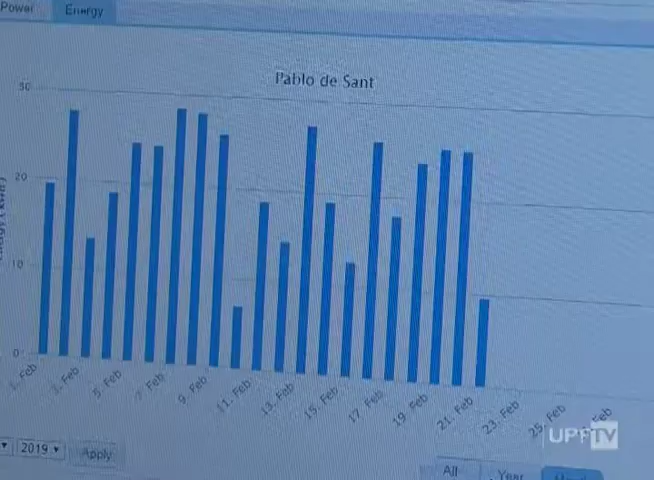 Power Energy
Pablo de Sant
30
20
10
0
1. Feb 3. Feb 5. Feb 7. Feb 9. Feb 11. Feb 13. Feb 15. Feb 17. Feb 19. Feb 21. Feb 23. Feb 25. Feb
2019 Apply
All Year
UPFTV